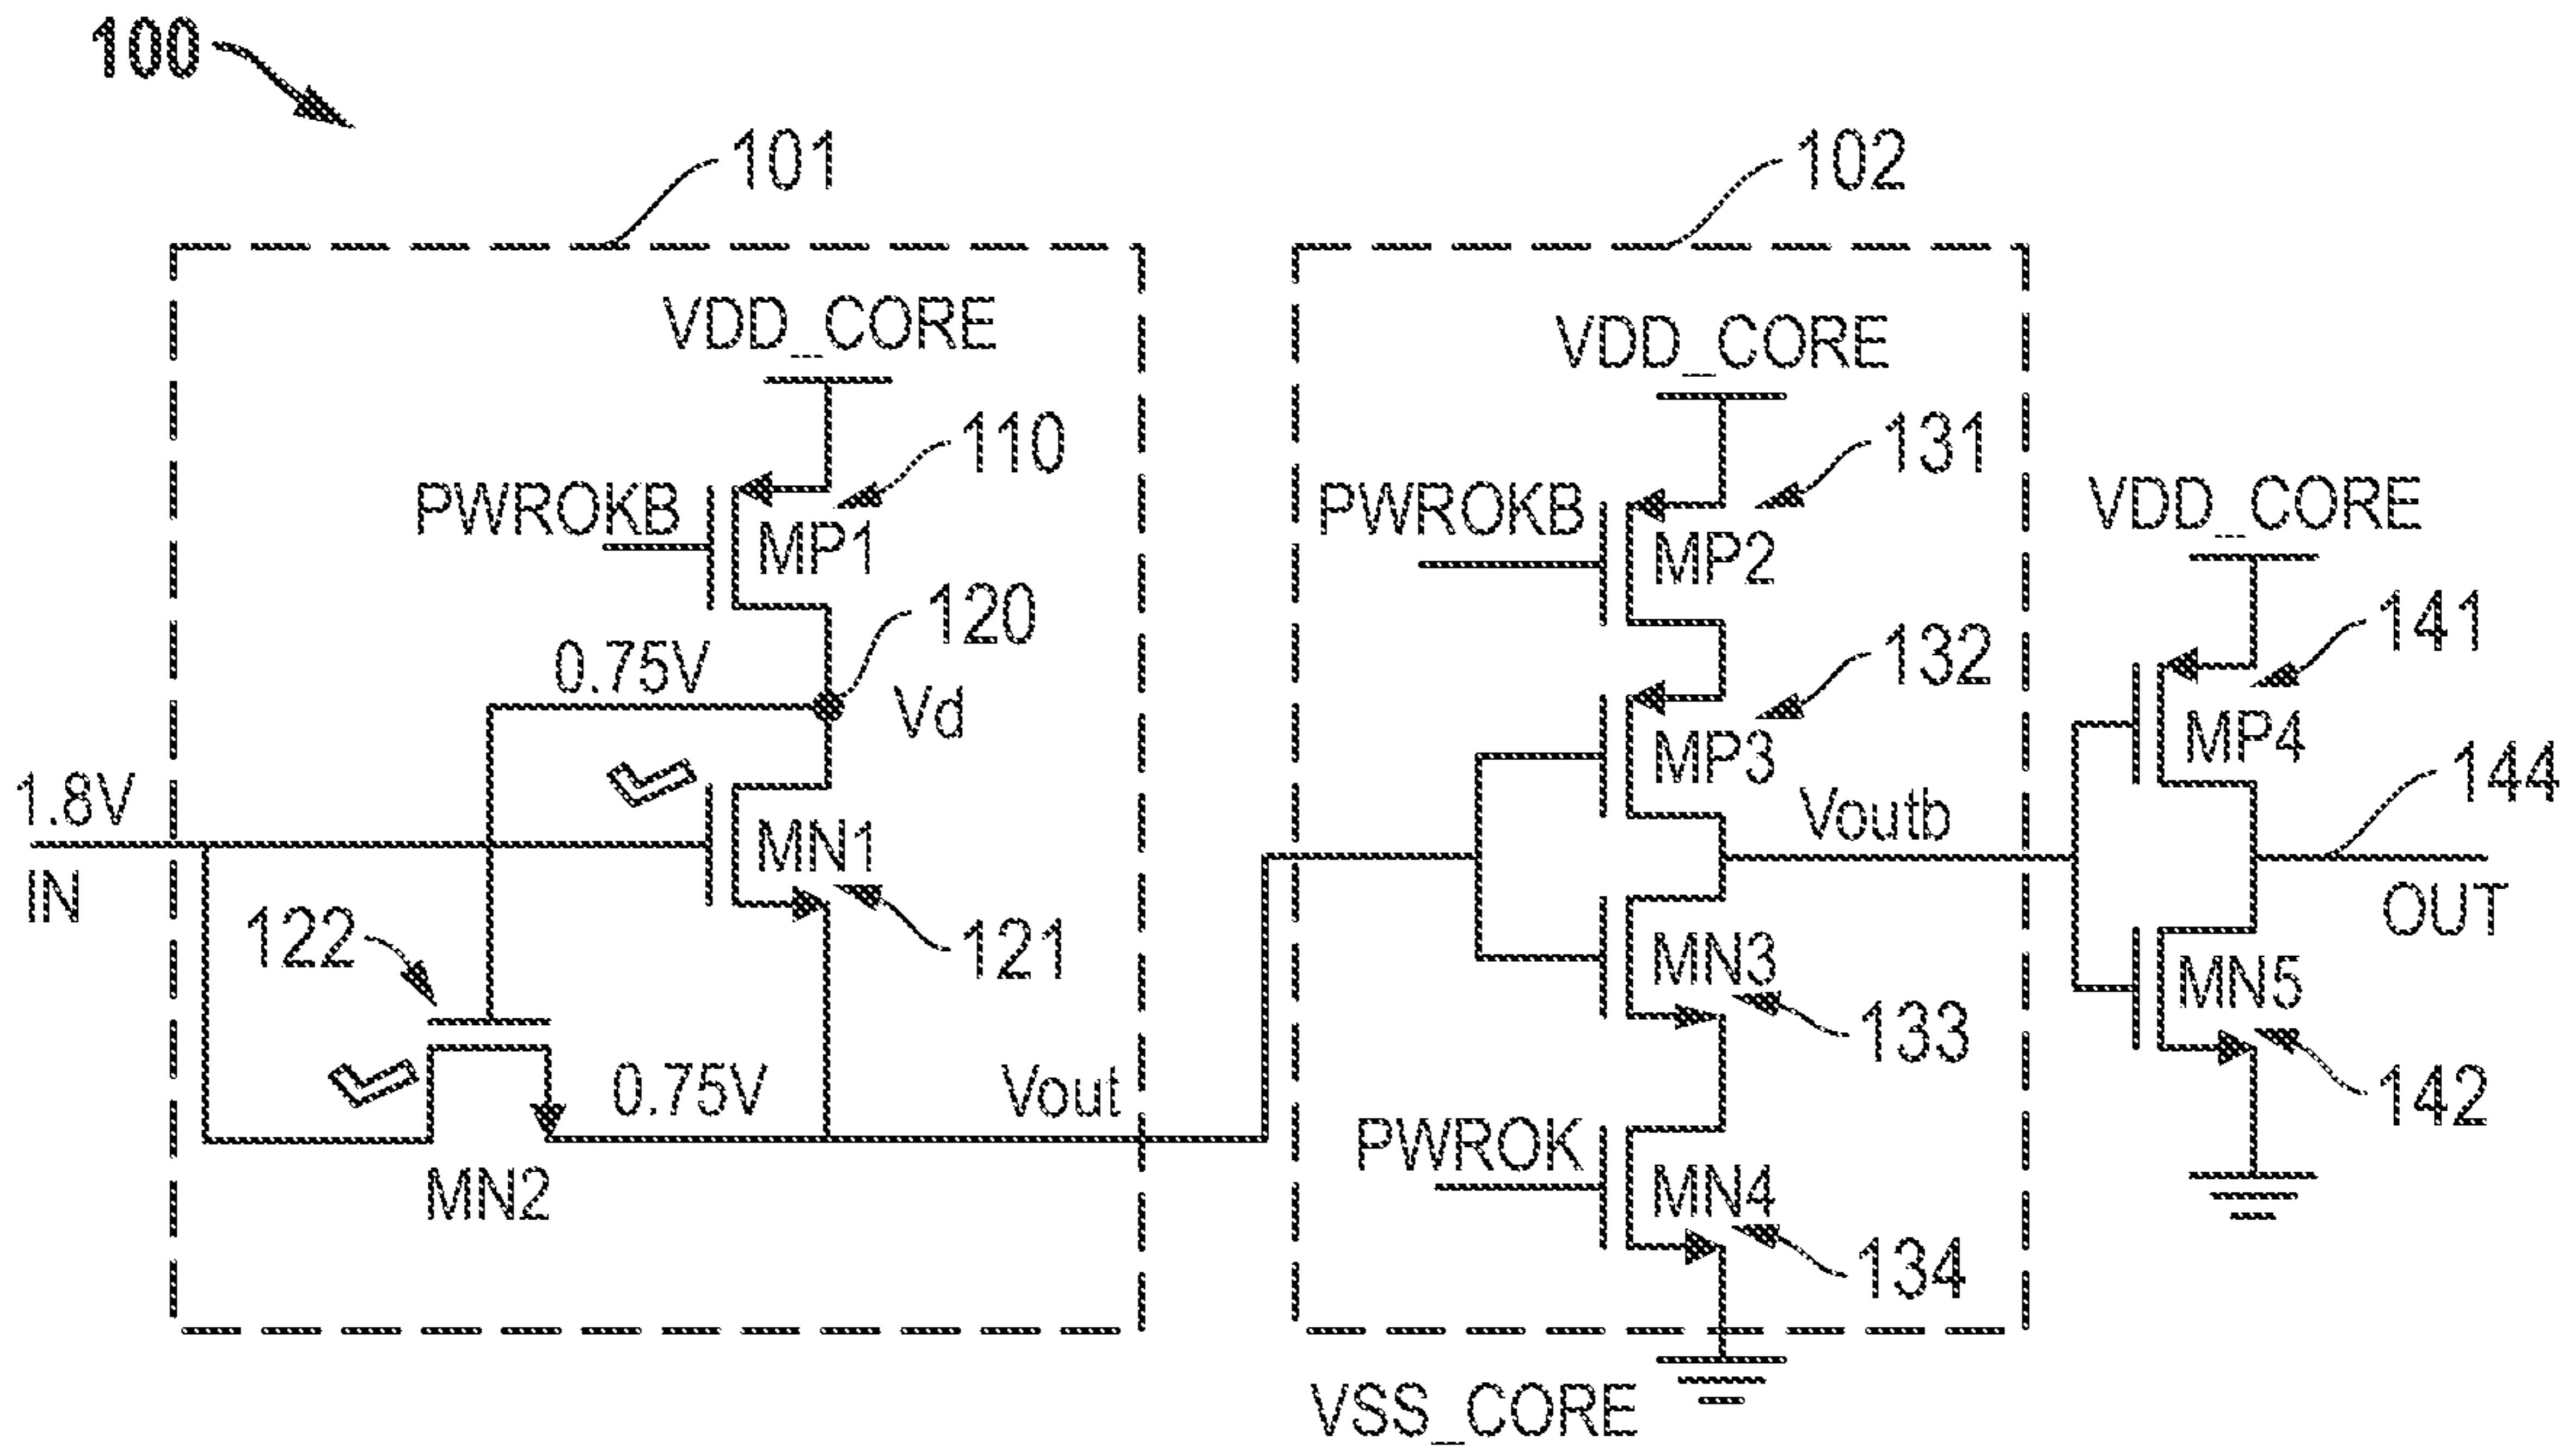 100
101
102
VDD_CORE
VDD_CORE
110
131
PWROKB
MP1
PWROKB
MP2
VDD_CORE
120
132
141
0.75V
Vd
MP3
MP4
144
1.8V
IN
MN1
Voutb
OUT
122
121
MN3
133
MN5
142
0.75V
Vout
MN2
PWROK
MN4
134
VSS_CORE